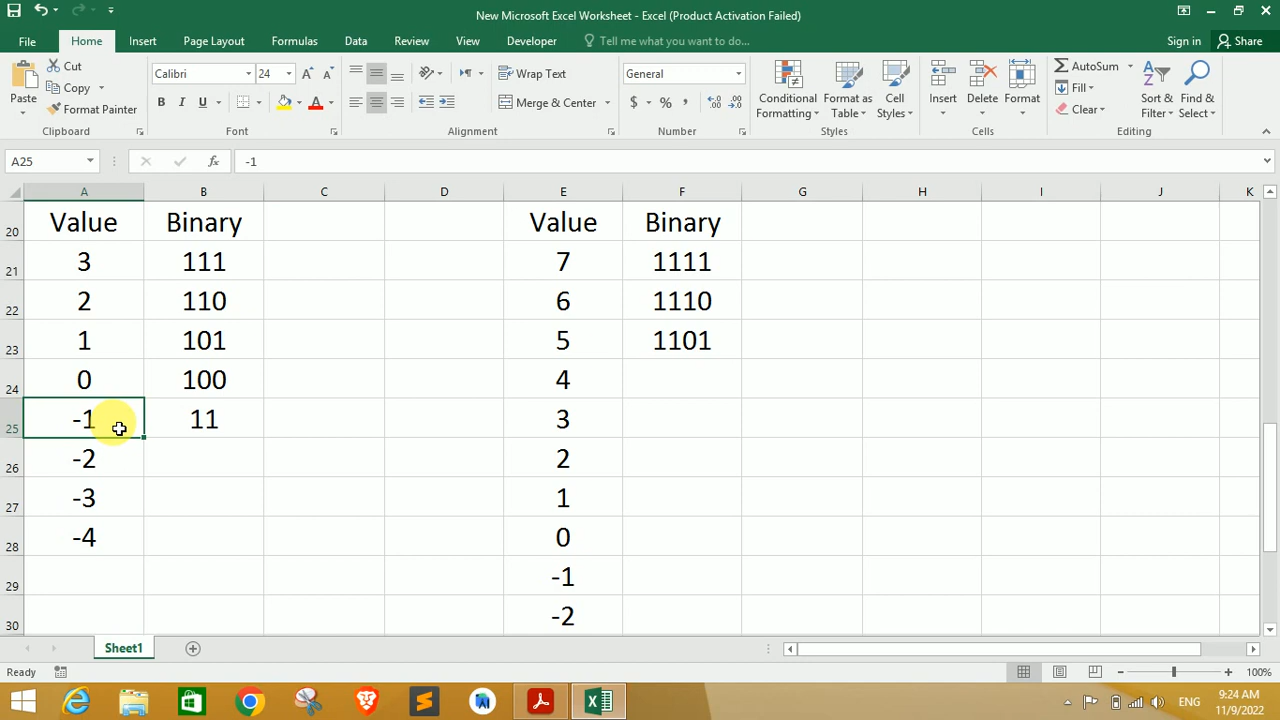 New Microsoft Excel Worksheet - Excel (Product Activation Failed)
File Home Insert Page Layout Formulas Data Review View Developer Tell me what you want to do... Sign in Share
Paste
Cut
Copy
Format Painter
Clipboard
Calibri 24
B I U A
Font
Wrap Text
Merge & Center
Alignment
General
$ % ,
Number
Conditional Formatting
Format as Table
Cell Styles
Styles
Insert Delete Format
Cells
AutoSum
Fill
Clear
Sort & Filter
Find & Select
Editing
A25 fx -1
A B C D E F G H I J K
20 Value Binary Value Binary
21 3 111 7 1111
22 2 110 6 1110
23 1 101 5 1101
24 0 100 4
25 -1 11 3
26 -2 2
27 -3 1
28 -4 0
29 -1
30 -2
Sheet1
Ready 100%
ENG
9:24 AM
11/9/2022